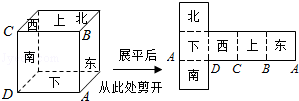 西 上 北
C B
南 东
下
D A
展平后
从此处剪开
北
A 下 西 上 东
D C B A
南